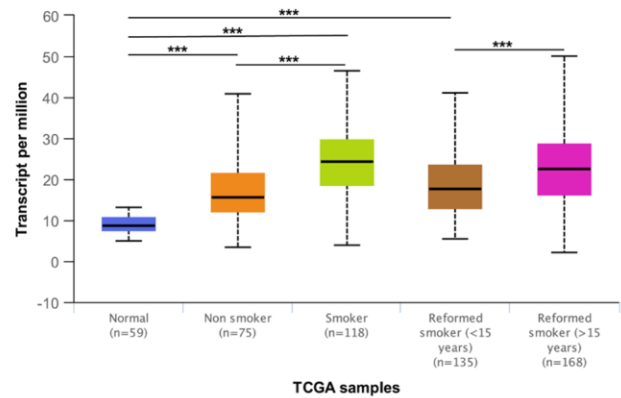 60
50
40
30
20
10
0
-10
Transcript per million
***
***
***
***
***
Normal
(n=59)
Non smoker
(n=75)
Smoker
(n=118)
Reformed
smoker (<15
years)
(n=135)
Reformed
smoker (>15
years)
(n=168)
TCGA samples